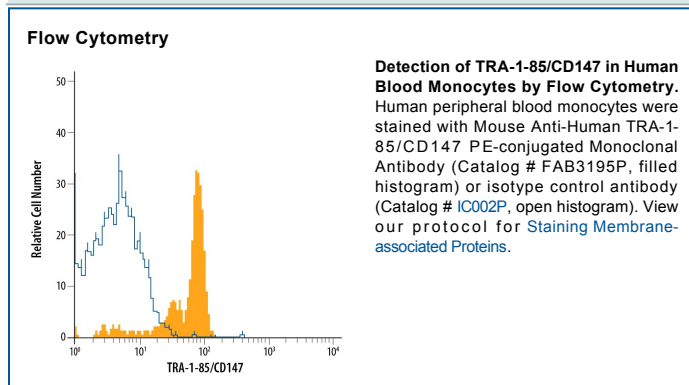 Flow Cytometry
50
40
30
20
10
0
Relative Cell Number
10⁰
10¹
10²
10³
10⁴
TRA-1-85/CD147
Detection of TRA-1-85/CD147 in Human
Blood Monocytes by Flow Cytometry.
Human peripheral blood monocytes were
stained with Mouse Anti-Human TRA-1-
85/CD147 PE-conjugated Monoclonal
Antibody (Catalog # FAB3195P, filled
histogram) or isotype control antibody
(Catalog # IC002P, open histogram). View
our protocol for Staining Membrane-
associated Proteins.